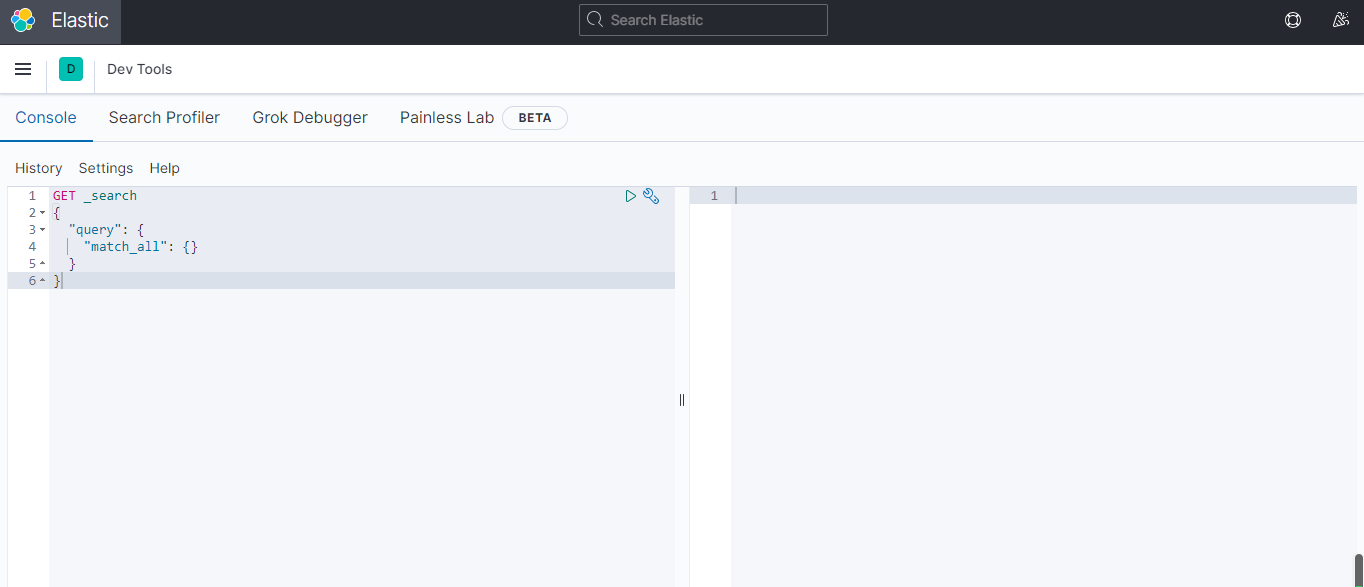 Elastic
Search Elastic
D
Dev Tools
Console Search Profiler Grok Debugger Painless Lab BETA
History Settings Help
1 GET _search
2 {
3   "query": {
4     "match_all": {}
5   }
6 }
1